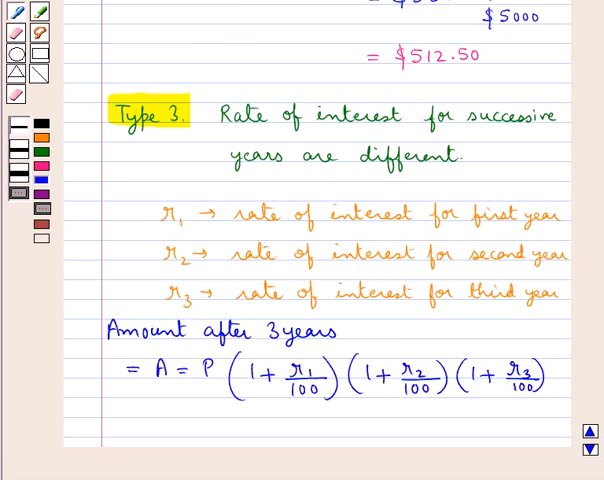 $ 5000
= $512.50
Type 3. Rate of interest for successive
years are different.
r1 → rate of interest for first year
r2 → rate of interest for second year
r3 → rate of interest for third year
Amount after 3 years
= A = P (1 + r1/100) (1 + r2/100) (1 + r3/100)